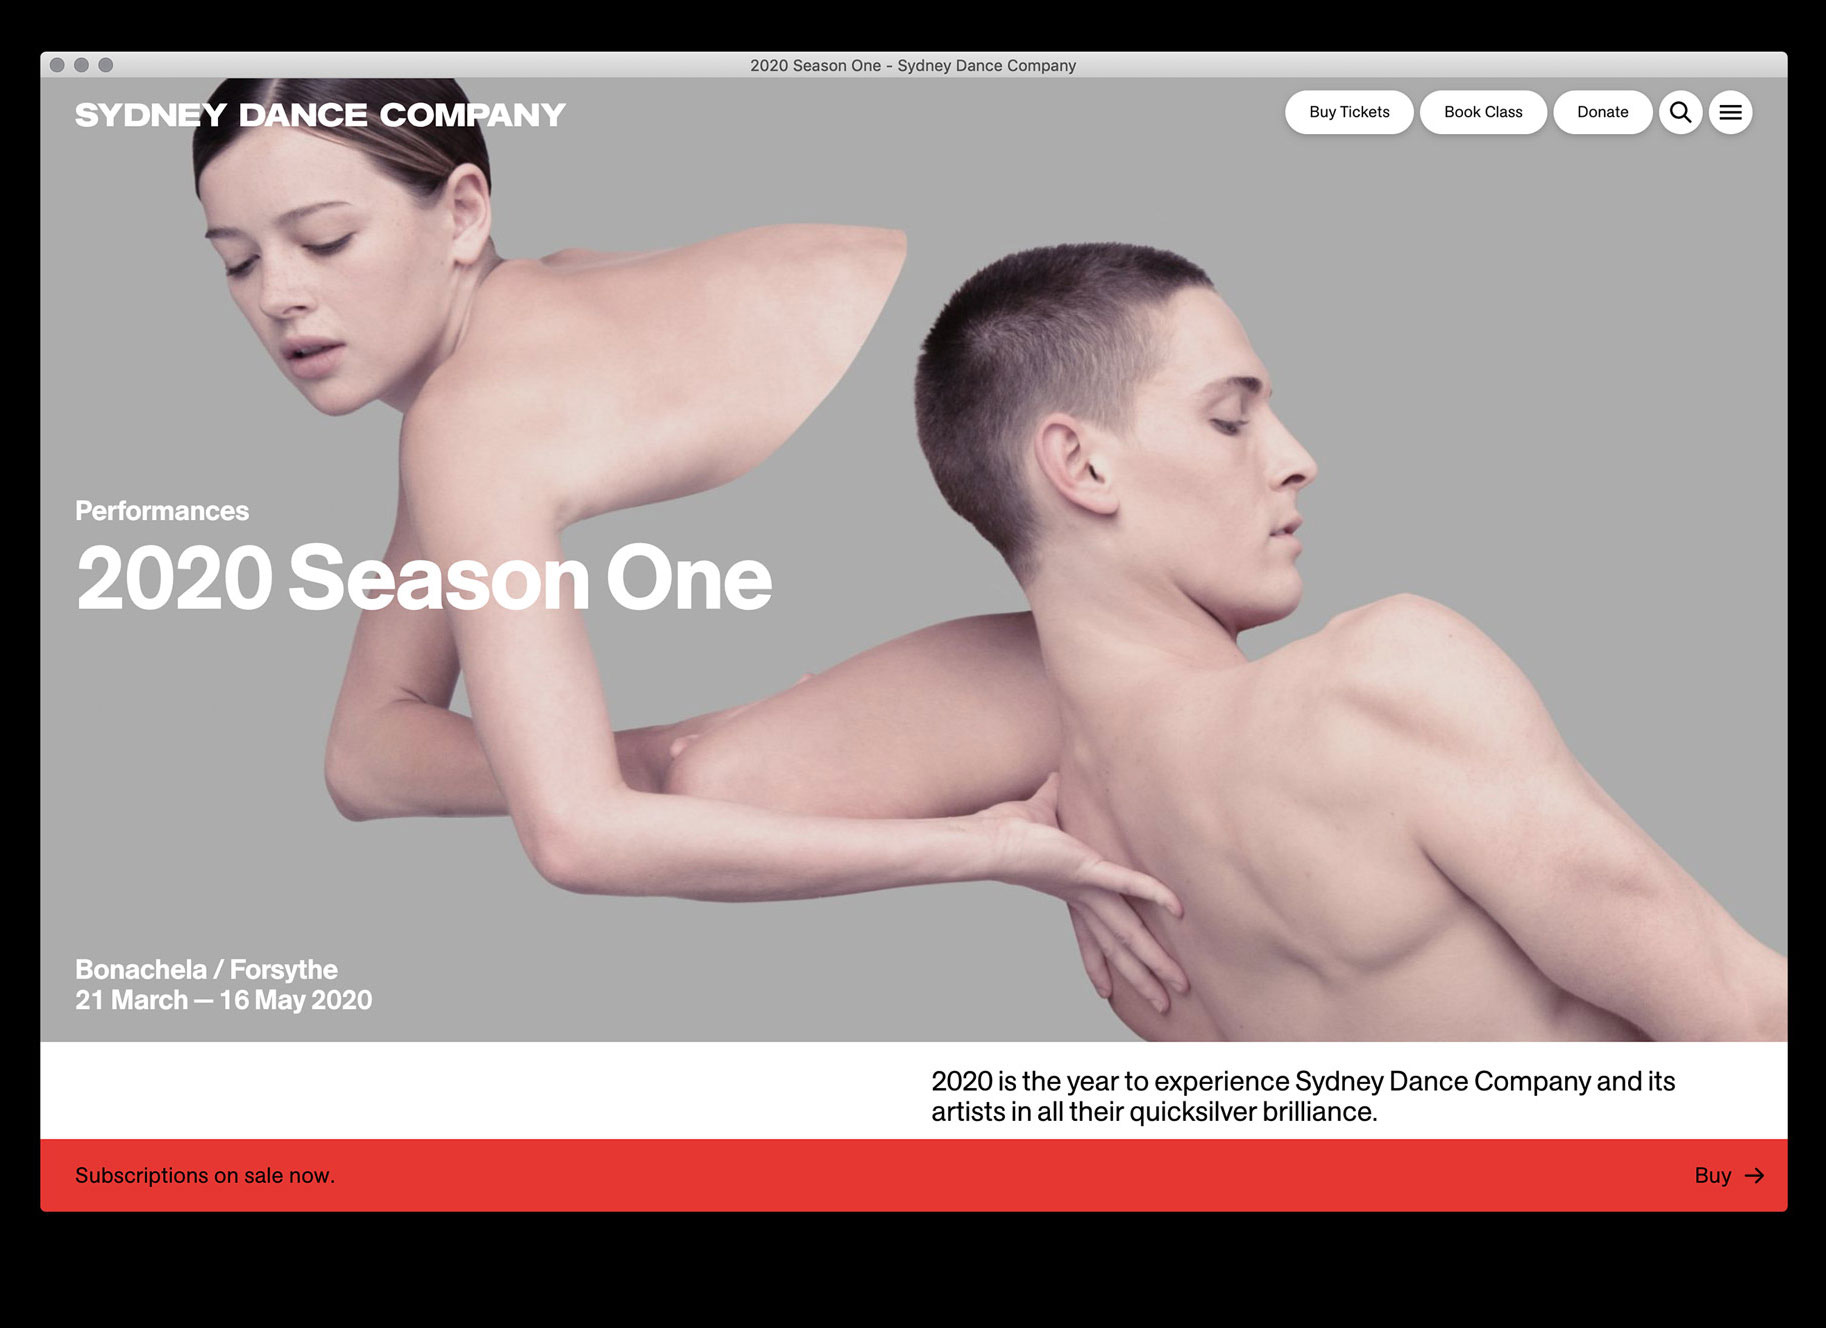 2020 Season One - Sydney Dance Company
SYDNEY DANCE COMPANY
Buy Tickets
Book Class
Donate
Performances
2020 Season One
Bonachela / Forsythe
21 March — 16 May 2020
2020 is the year to experience Sydney Dance Company and its
artists in all their quicksilver brilliance.
Subscriptions on sale now.
Buy →